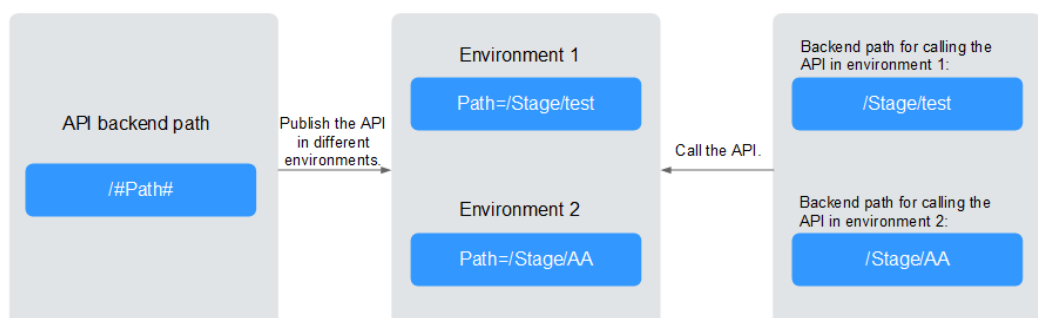 API backend path
/#Path#
Publish the API
in different
environments.
Environment 1
Path=/Stage/test
Environment 2
Path=/Stage/AA
Call the API.
Backend path for calling the
API in environment 1:
/Stage/test
Backend path for calling the
API in environment 2:
/Stage/AA